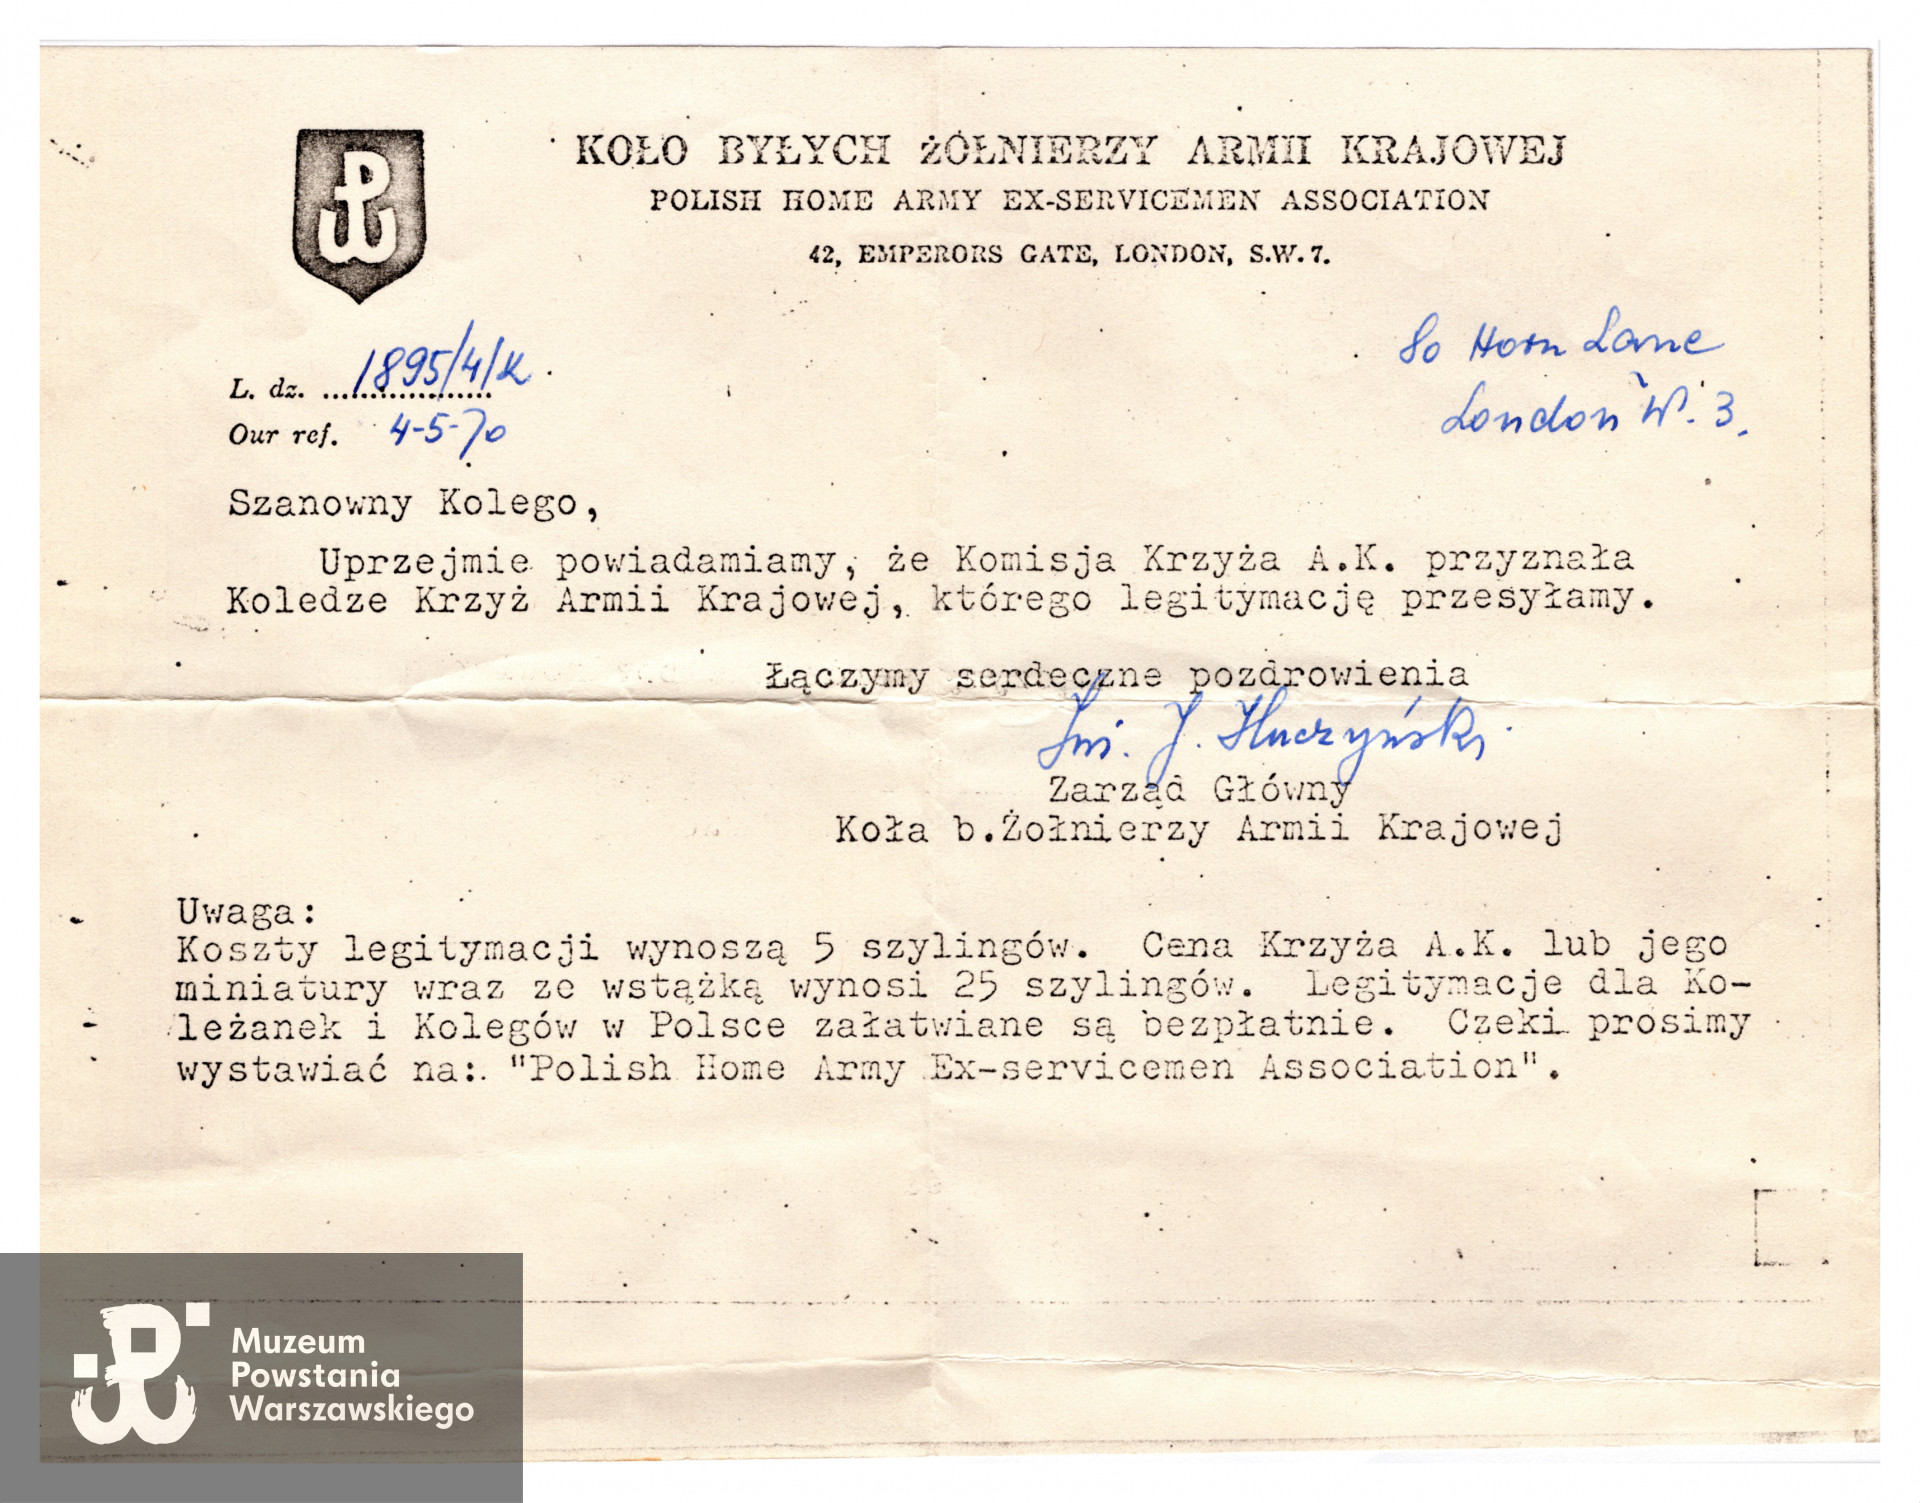 KOŁO BYŁYCH ŻÓŁNIERZY ARMII KRAJOWEJ
POLISH HOME ARMY EX-SERVICEMEN ASSOCIATION
42, EMPERORS GATE, LONDON, S.W.7.
80 Horn Lane
London W.3.
L. dz. 1895/4/K
Our ref. 4-5-70
Szanowny Kolego,
Uprzejmie powiadamiamy, że Komisja Krzyża A.K. przyznała
Koledze Krzyż Armii Krajowej, którego legitymację przesyłamy.
Łączymy serdeczne pozdrowienia
J. Huczyński
Zarząd Główny
Koła b.Żołnierzy Armii Krajowej
Uwaga:
Koszty legitymacji wynoszą 5 szylingów. Cena Krzyża A.K. lub jego
miniatury wraz ze wstążką wynosi 25 szylingów. Legitymacje dla Ko-
leżanek i Kolegów w Polsce załatwiane są bezpłatnie. Czeki prosimy
wystawiać na: "Polish Home Army Ex-servicemen Association".
Muzeum
Powstania
Warszawskiego